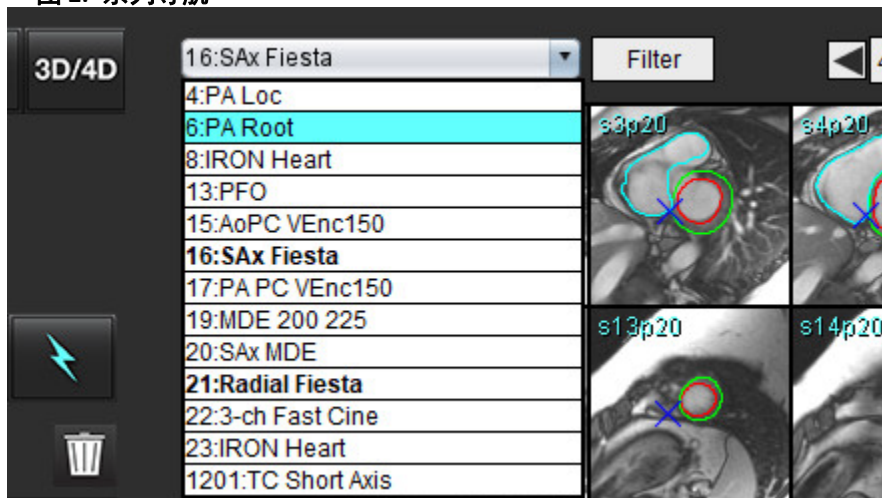 3D/4D
16:SAx Fiesta
Filter
4:PA Loc
6:PA Root
8:IRON Heart
13:PFO
15:AoPC VEnc150
16:SAx Fiesta
17:PA PC VEnc150
19:MDE 200 225
20:SAx MDE
21:Radial Fiesta
22:3-ch Fast Cine
23:IRON Heart
1201:TC Short Axis
s3p20
s4p20
s13p20
s14p20